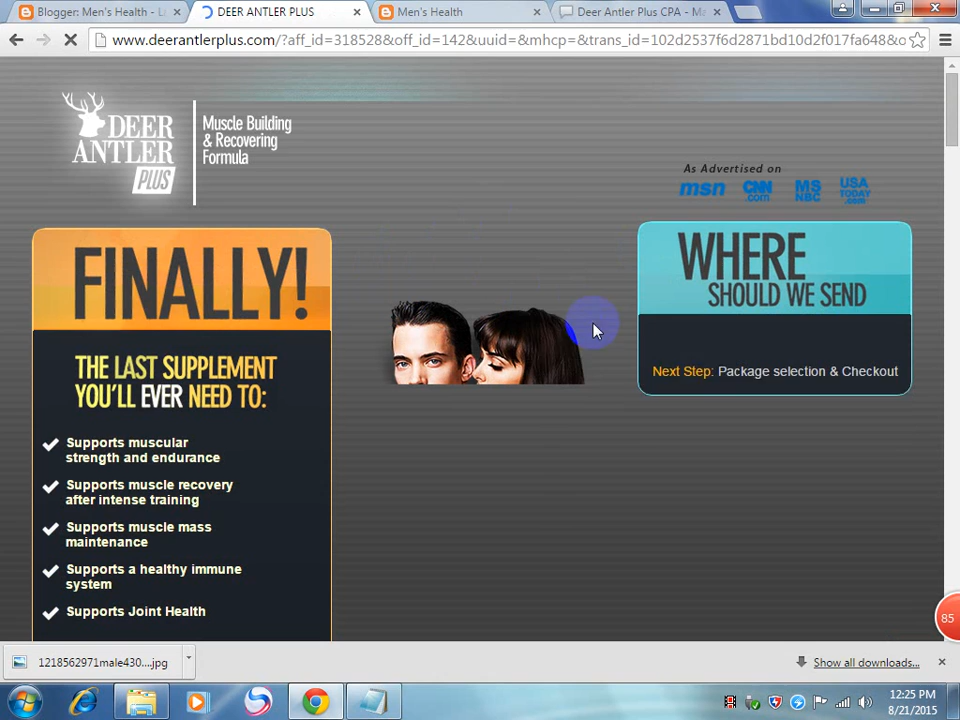 Blogger: Men's Health - L
DEER ANTLER PLUS
Men's Health
Deer Antler Plus CPA - Ma
www.deerantlerplus.com/?aff_id=318528&off_id=142&uuid=&mhcp=&trans_id=102d2537f6d2871bd10d2f017fa648&o
DEER
ANTLER
PLUS
Muscle Building
& Recovering
Formula
As Advertised on
msn
CNN
.com
MS
NBC
USA
TODAY
.com
FINALLY!
THE LAST SUPPLEMENT
YOU'LL EVER NEED TO:
Supports muscular
strength and endurance
Supports muscle recovery
after intense training
Supports muscle mass
maintenance
Supports a healthy immune
system
Supports Joint Health
WHERE
SHOULD WE SEND
Next Step: Package selection & Checkout
85
1218562971male430....jpg
Show all downloads...
12:25 PM
8/21/2015